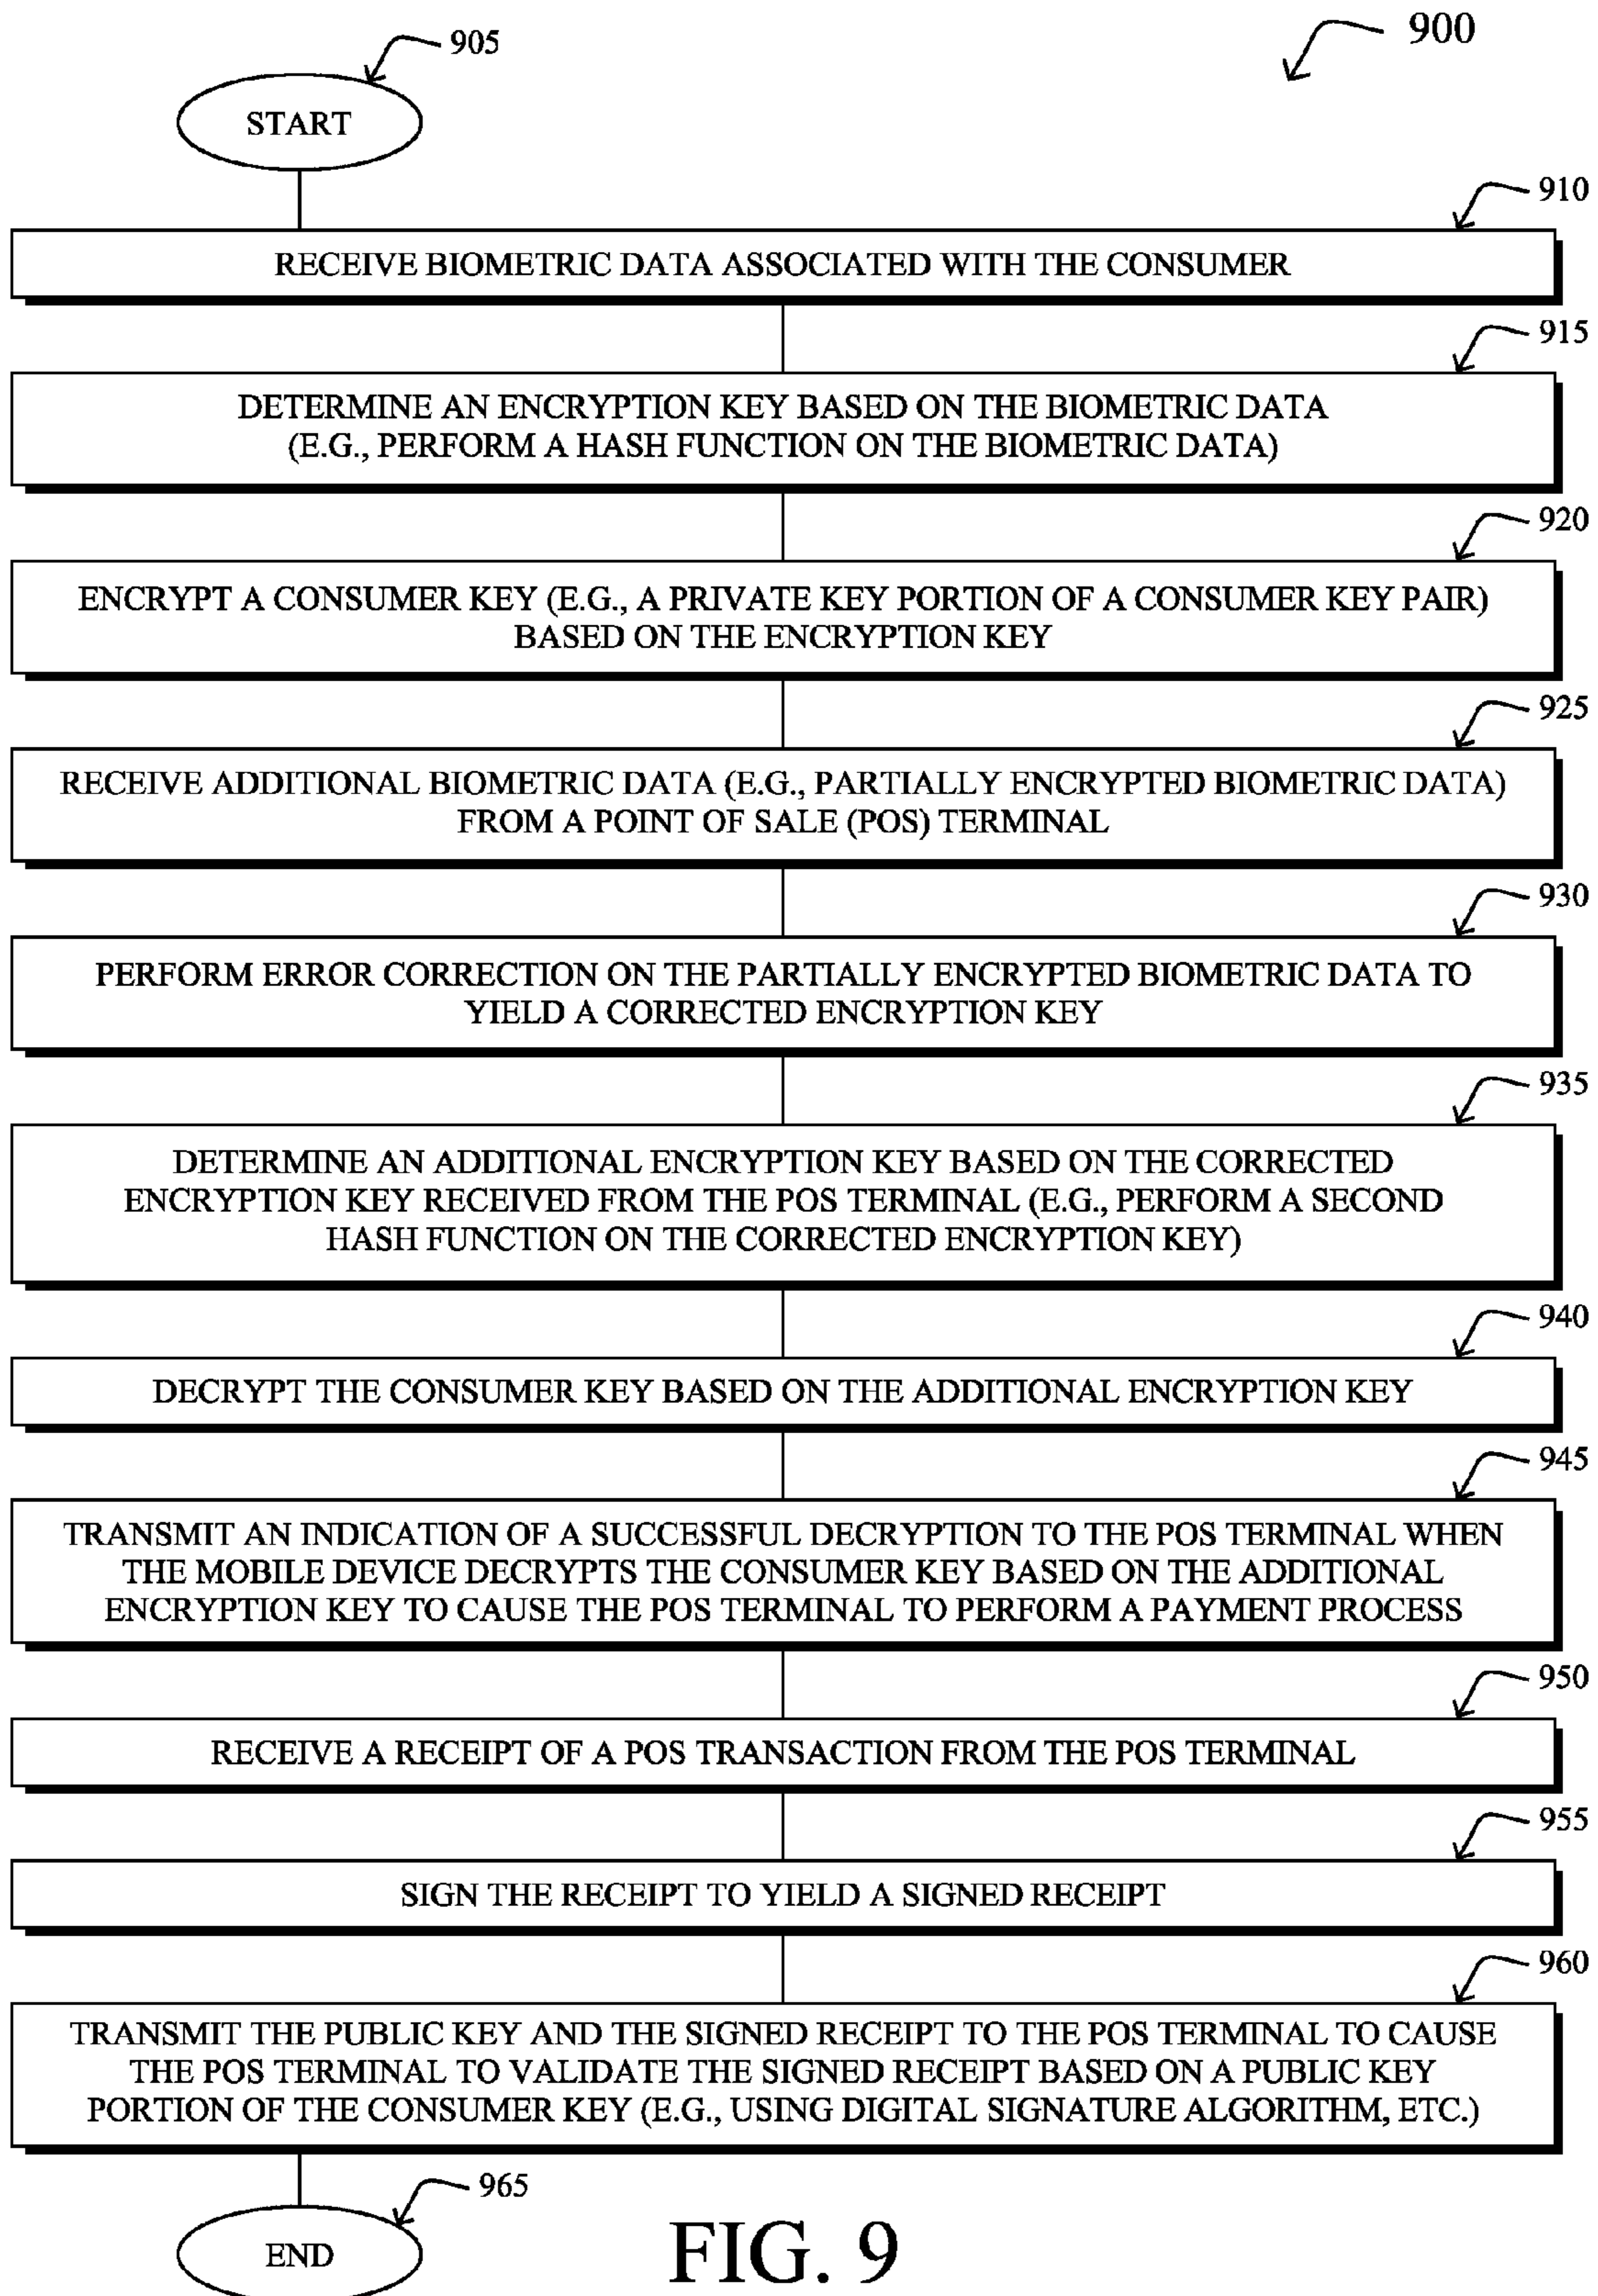 900
905
START
910
RECEIVE BIOMETRIC DATA ASSOCIATED WITH THE CONSUMER
915
DETERMINE AN ENCRYPTION KEY BASED ON THE BIOMETRIC DATA
(E.G., PERFORM A HASH FUNCTION ON THE BIOMETRIC DATA)
920
ENCRYPT A CONSUMER KEY (E.G., A PRIVATE KEY PORTION OF A CONSUMER KEY PAIR)
BASED ON THE ENCRYPTION KEY
925
RECEIVE ADDITIONAL BIOMETRIC DATA (E.G., PARTIALLY ENCRYPTED BIOMETRIC DATA)
FROM A POINT OF SALE (POS) TERMINAL
930
PERFORM ERROR CORRECTION ON THE PARTIALLY ENCRYPTED BIOMETRIC DATA TO
YIELD A CORRECTED ENCRYPTION KEY
935
DETERMINE AN ADDITIONAL ENCRYPTION KEY BASED ON THE CORRECTED
ENCRYPTION KEY RECEIVED FROM THE POS TERMINAL (E.G., PERFORM A SECOND
HASH FUNCTION ON THE CORRECTED ENCRYPTION KEY)
940
DECRYPT THE CONSUMER KEY BASED ON THE ADDITIONAL ENCRYPTION KEY
945
TRANSMIT AN INDICATION OF A SUCCESSFUL DECRYPTION TO THE POS TERMINAL WHEN
THE MOBILE DEVICE DECRYPTS THE CONSUMER KEY BASED ON THE ADDITIONAL
ENCRYPTION KEY TO CAUSE THE POS TERMINAL TO PERFORM A PAYMENT PROCESS
950
RECEIVE A RECEIPT OF A POS TRANSACTION FROM THE POS TERMINAL
955
SIGN THE RECEIPT TO YIELD A SIGNED RECEIPT
960
TRANSMIT THE PUBLIC KEY AND THE SIGNED RECEIPT TO THE POS TERMINAL TO CAUSE
THE POS TERMINAL TO VALIDATE THE SIGNED RECEIPT BASED ON A PUBLIC KEY
PORTION OF THE CONSUMER KEY (E.G., USING DIGITAL SIGNATURE ALGORITHM, ETC.)
965
END
FIG. 9